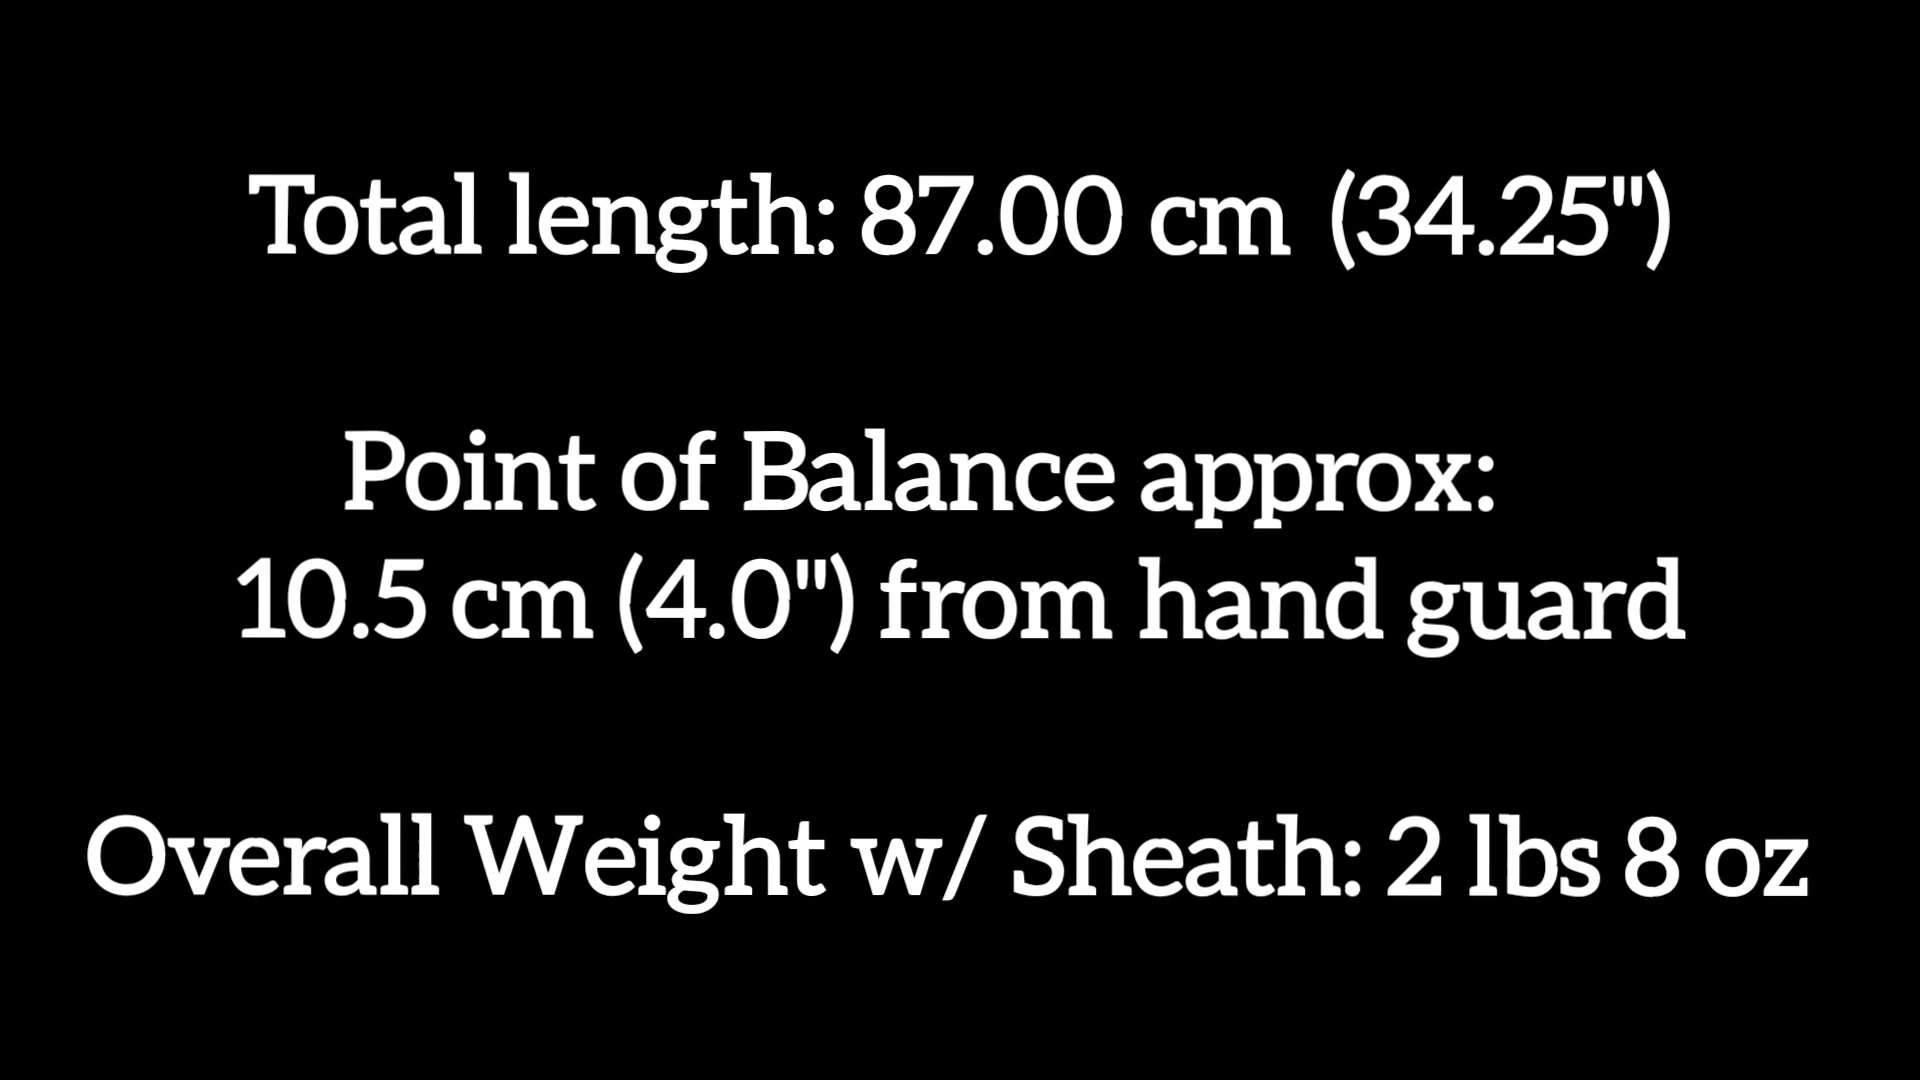 Total length: 87.00 cm (34.25")
Point of Balance approx:
10.5 cm (4.0") from hand guard
Overall Weight w/ Sheath: 2 lbs 8 oz